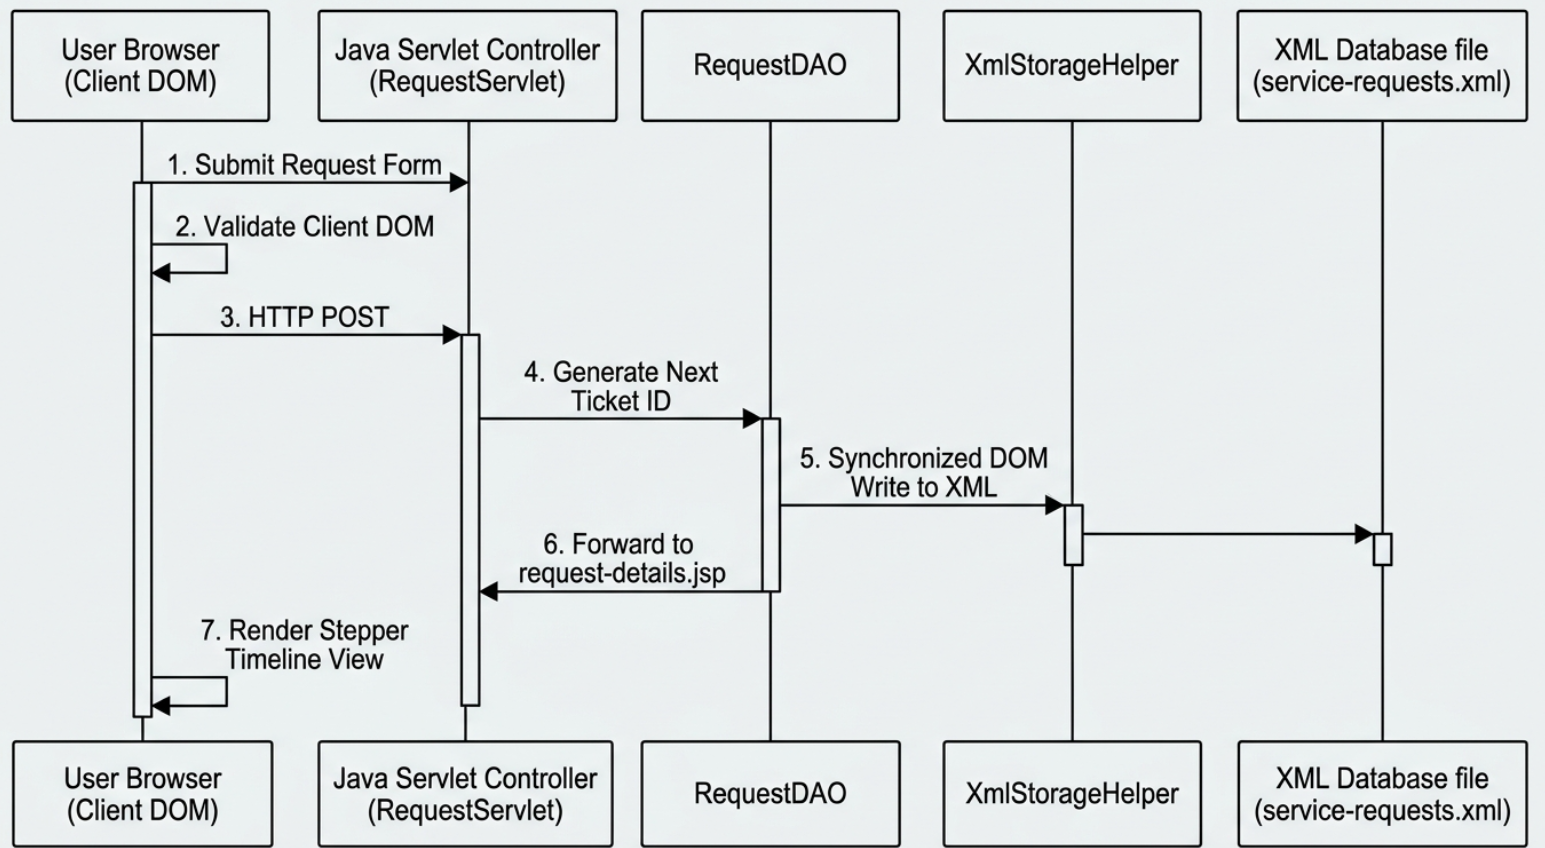 User Browser
(Client DOM)
Java Servlet Controller
(RequestServlet)
RequestDAO
XmlStorageHelper
XML Database file
(service-requests.xml)
1. Submit Request Form
2. Validate Client DOM
3. HTTP POST
4. Generate Next
Ticket ID
5. Synchronized DOM
Write to XML
6. Forward to
request-details.jsp
7. Render Stepper
Timeline View
User Browser
(Client DOM)
Java Servlet Controller
(RequestServlet)
RequestDAO
XmlStorageHelper
XML Database file
(service-requests.xml)